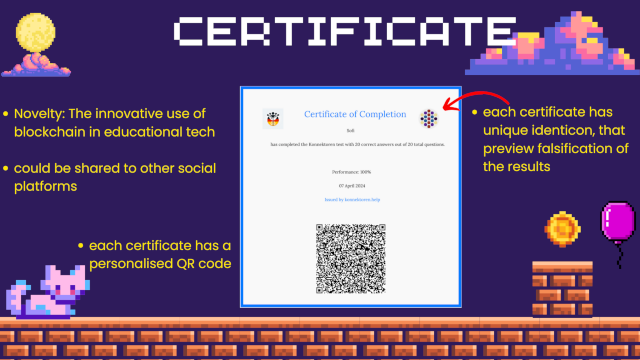 CERTIFICATE
Novelty: The innovative use of
blockchain in educational tech
could be shared to other social
platforms
each certificate has a
personalised QR code
Certificate of Completion
Sofi
has completed the Konnektoren test with 20 correct answers out of 20 total questions.
Performance: 100%
07 April 2024
Issued by konnektoren.help
each certificate has
unique identicon, that
preview falsification of
the results